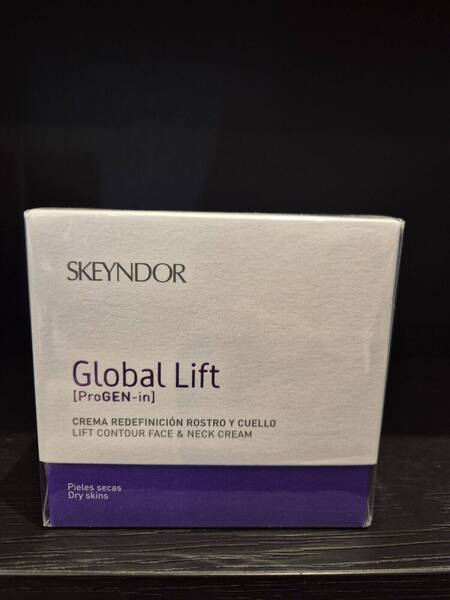 SKEYNDOR
Global Lift
[ProGEN-in]
CREMA REDEFINICIÓN ROSTRO Y CUELLO
LIFT CONTOUR FACE & NECK CREAM
Pieles secas
Dry skins